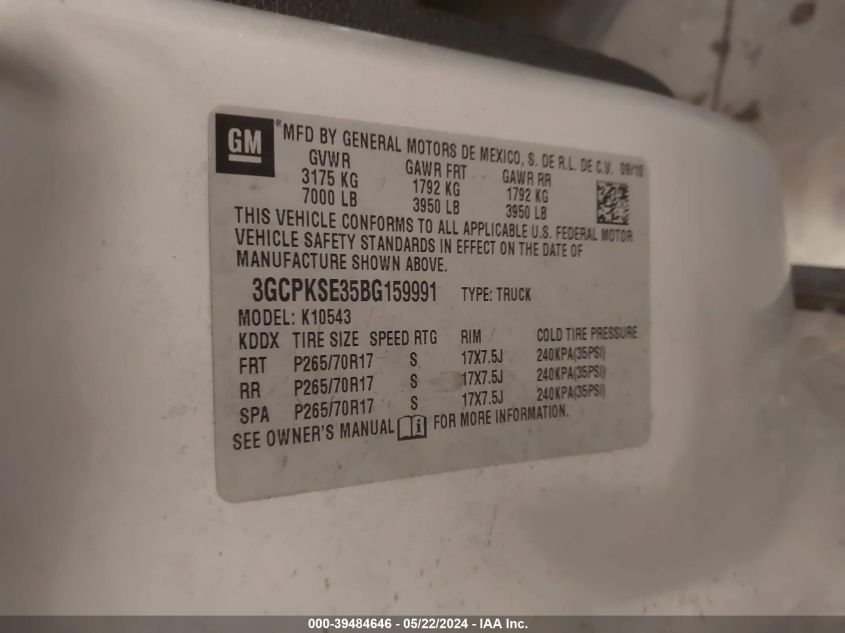 GM
*MFD BY GENERAL MOTORS DE MEXICO, S. DE R.L. DE C.V. 09/10
GVWR GAWR FRT GAWR RR
3175 KG 1792 KG 1792 KG
7000 LB 3950 LB 3950 LB
THIS VEHICLE CONFORMS TO ALL APPLICABLE U.S. FEDERAL MOTOR
VEHICLE SAFETY STANDARDS IN EFFECT ON THE DATE OF
MANUFACTURE SHOWN ABOVE.
3GCPKSE35BG159991 TYPE: TRUCK
MODEL: K10543
KDDX TIRE SIZE SPEED RTG RIM COLD TIRE PRESSURE
FRT P265/70R17 S 17X7.5J 240KPA(35PSI)
RR P265/70R17 S 17X7.5J 240KPA(35PSI)
SPA P265/70R17 S 17X7.5J 240KPA(35PSI)
SEE OWNER'S MANUAL i FOR MORE INFORMATION.
000-39484646 / 05/22/2024 - IAA Inc.